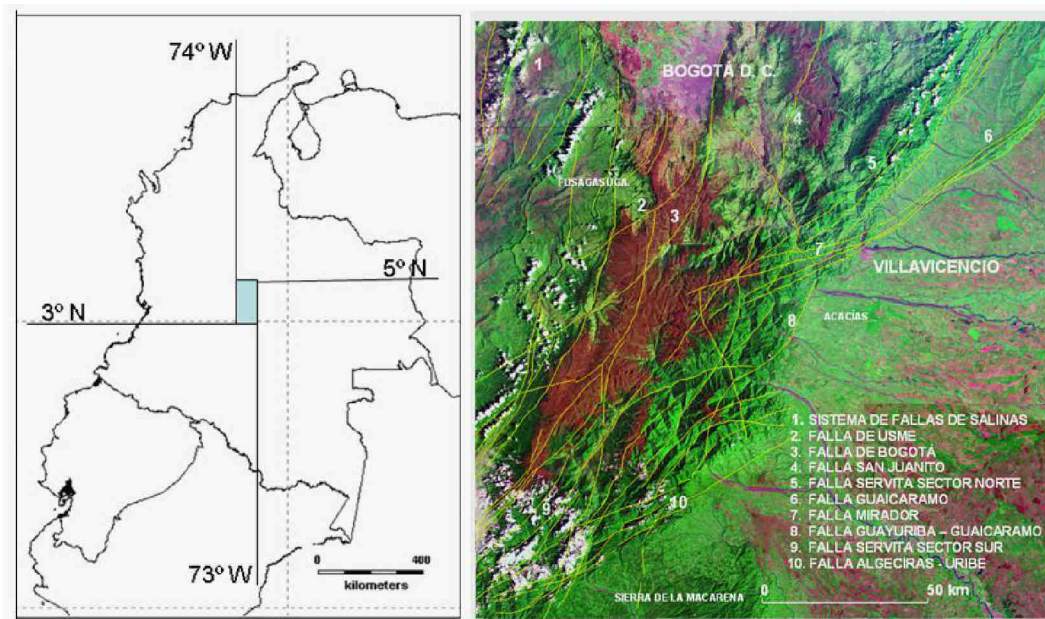 74º W
5º N
3º N
73º W
0 400
kilometers
1
BOGOTÁ D. C.
4
6
5
FUSAGASUGA
2
3
7
VILLAVICENCIO
ACACÍAS
8
1. SISTEMA DE FALLAS DE SALINAS
2. FALLA DE USME
3. FALLA DE BOGOTÁ
4. FALLA SAN JUANITO
5. FALLA SERVITA SECTOR NORTE
6. FALLA GUAICARAMO
7. FALLA MIRADOR
8. FALLA GUAYURIBA – GUAICARAMO
9. FALLA SERVITA SECTOR SUR
10. FALLA ALGECIRAS - URIBE
10
9
SIERRA DE LA MACARENA
0 50 km